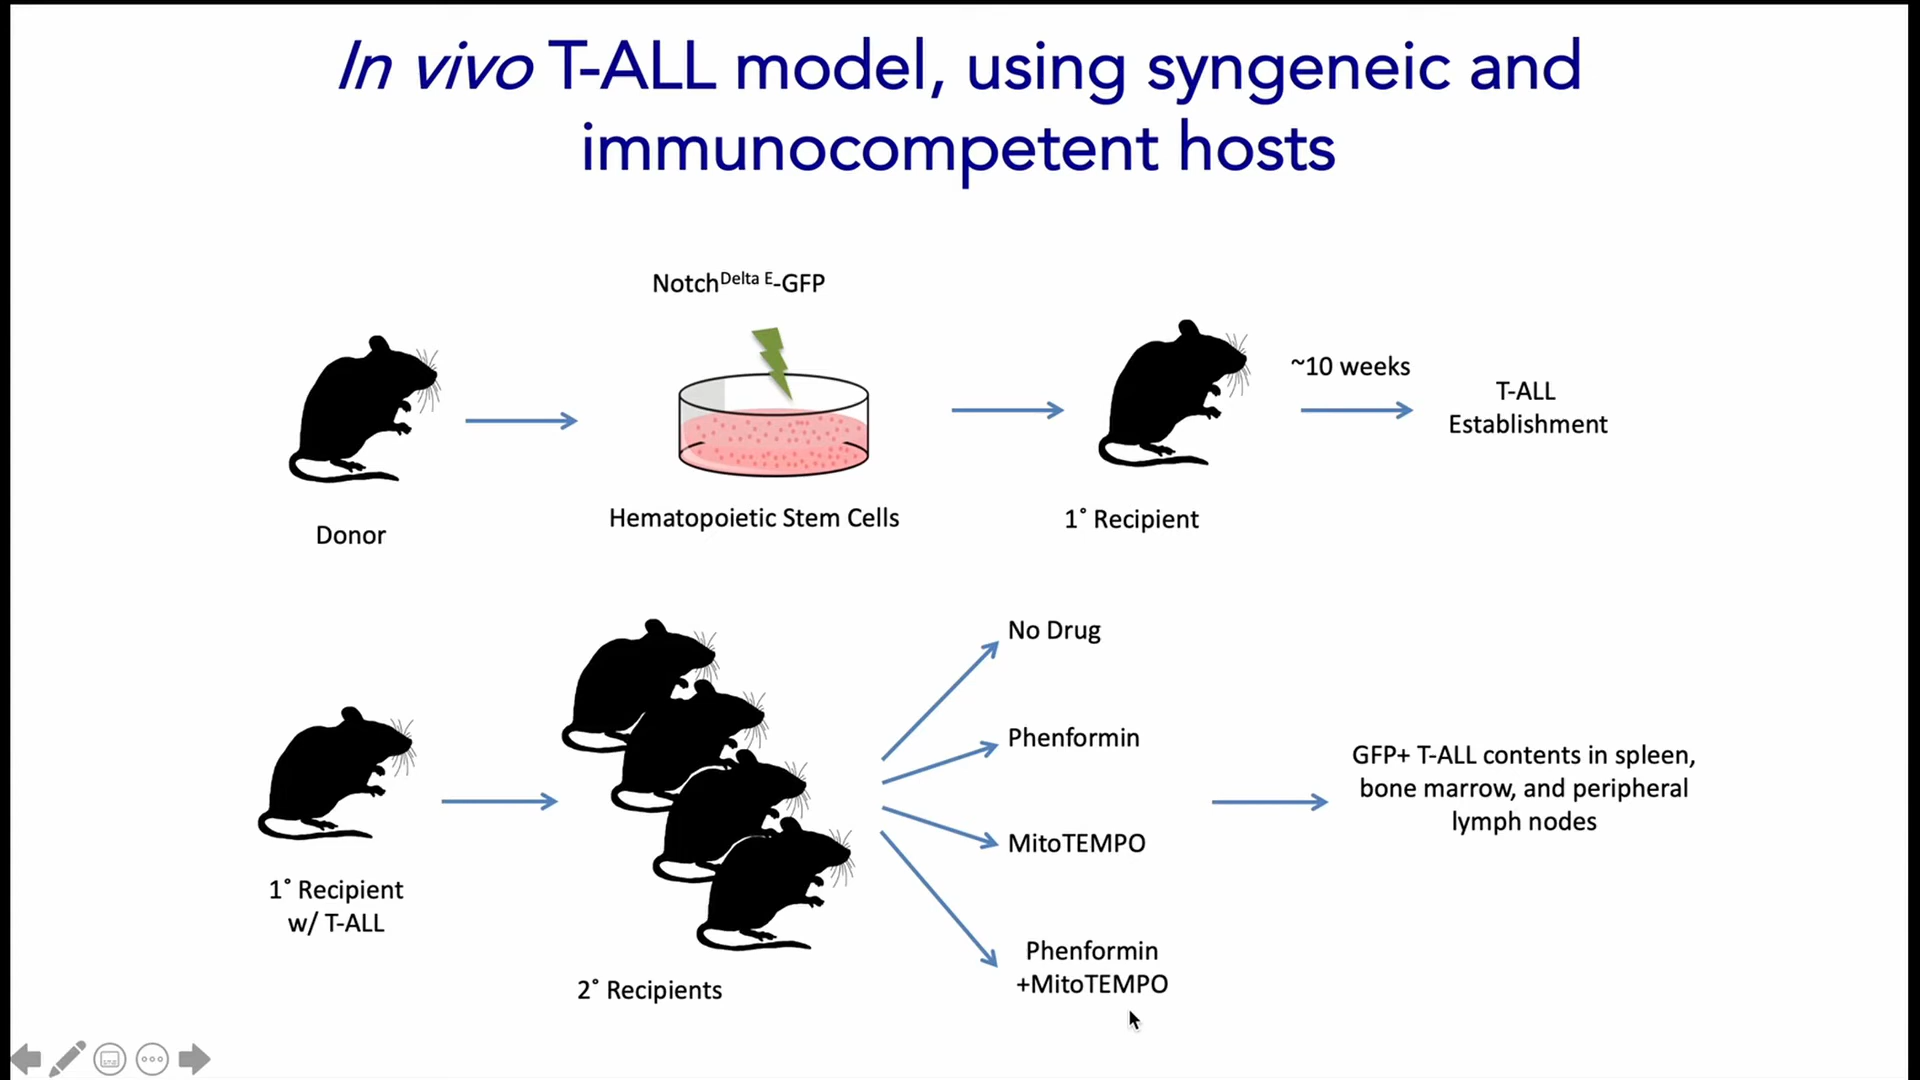 In vivo T-ALL model, using syngeneic and
immunocompetent hosts
Notch^Delta E-GFP
~10 weeks
T-ALL
Establishment
Donor
Hematopoietic Stem Cells
1˚ Recipient
No Drug
Phenformin
MitoTEMPO
Phenformin
+MitoTEMPO
GFP+ T-ALL contents in spleen,
bone marrow, and peripheral
lymph nodes
1˚ Recipient
w/ T-ALL
2˚ Recipients